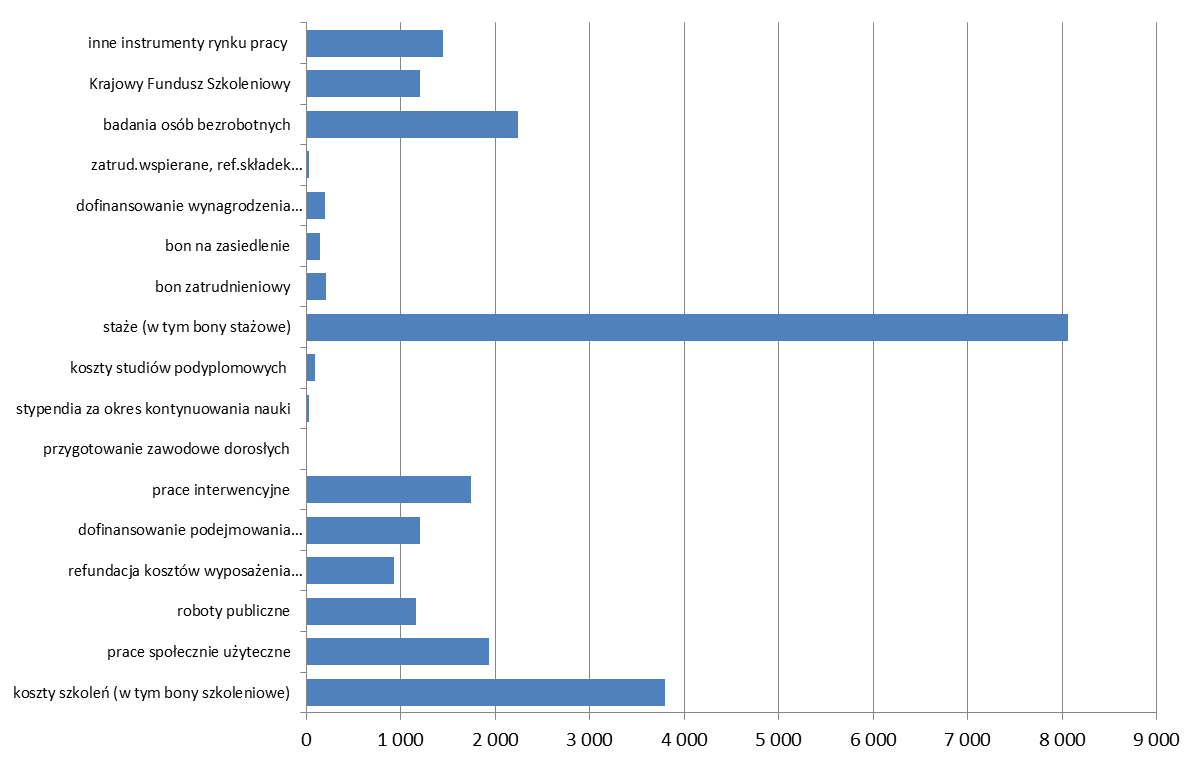 inne instrumenty rynku pracy
Krajowy Fundusz Szkoleniowy
badania osób bezrobotnych
zatrud.wspierane, ref.składek...
dofinansowanie wynagrodzenia...
bon na zasiedlenie
bon zatrudnieniowy
staże (w tym bony stażowe)
koszty studiów podyplomowych
stypendia za okres kontynuowania nauki
przygotowanie zawodowe dorosłych
prace interwencyjne
dofinansowanie podejmowania...
refundacja kosztów wyposażenia...
roboty publiczne
prace społecznie użyteczne
koszty szkoleń (w tym bony szkoleniowe)
0 1 000 2 000 3 000 4 000 5 000 6 000 7 000 8 000 9 000